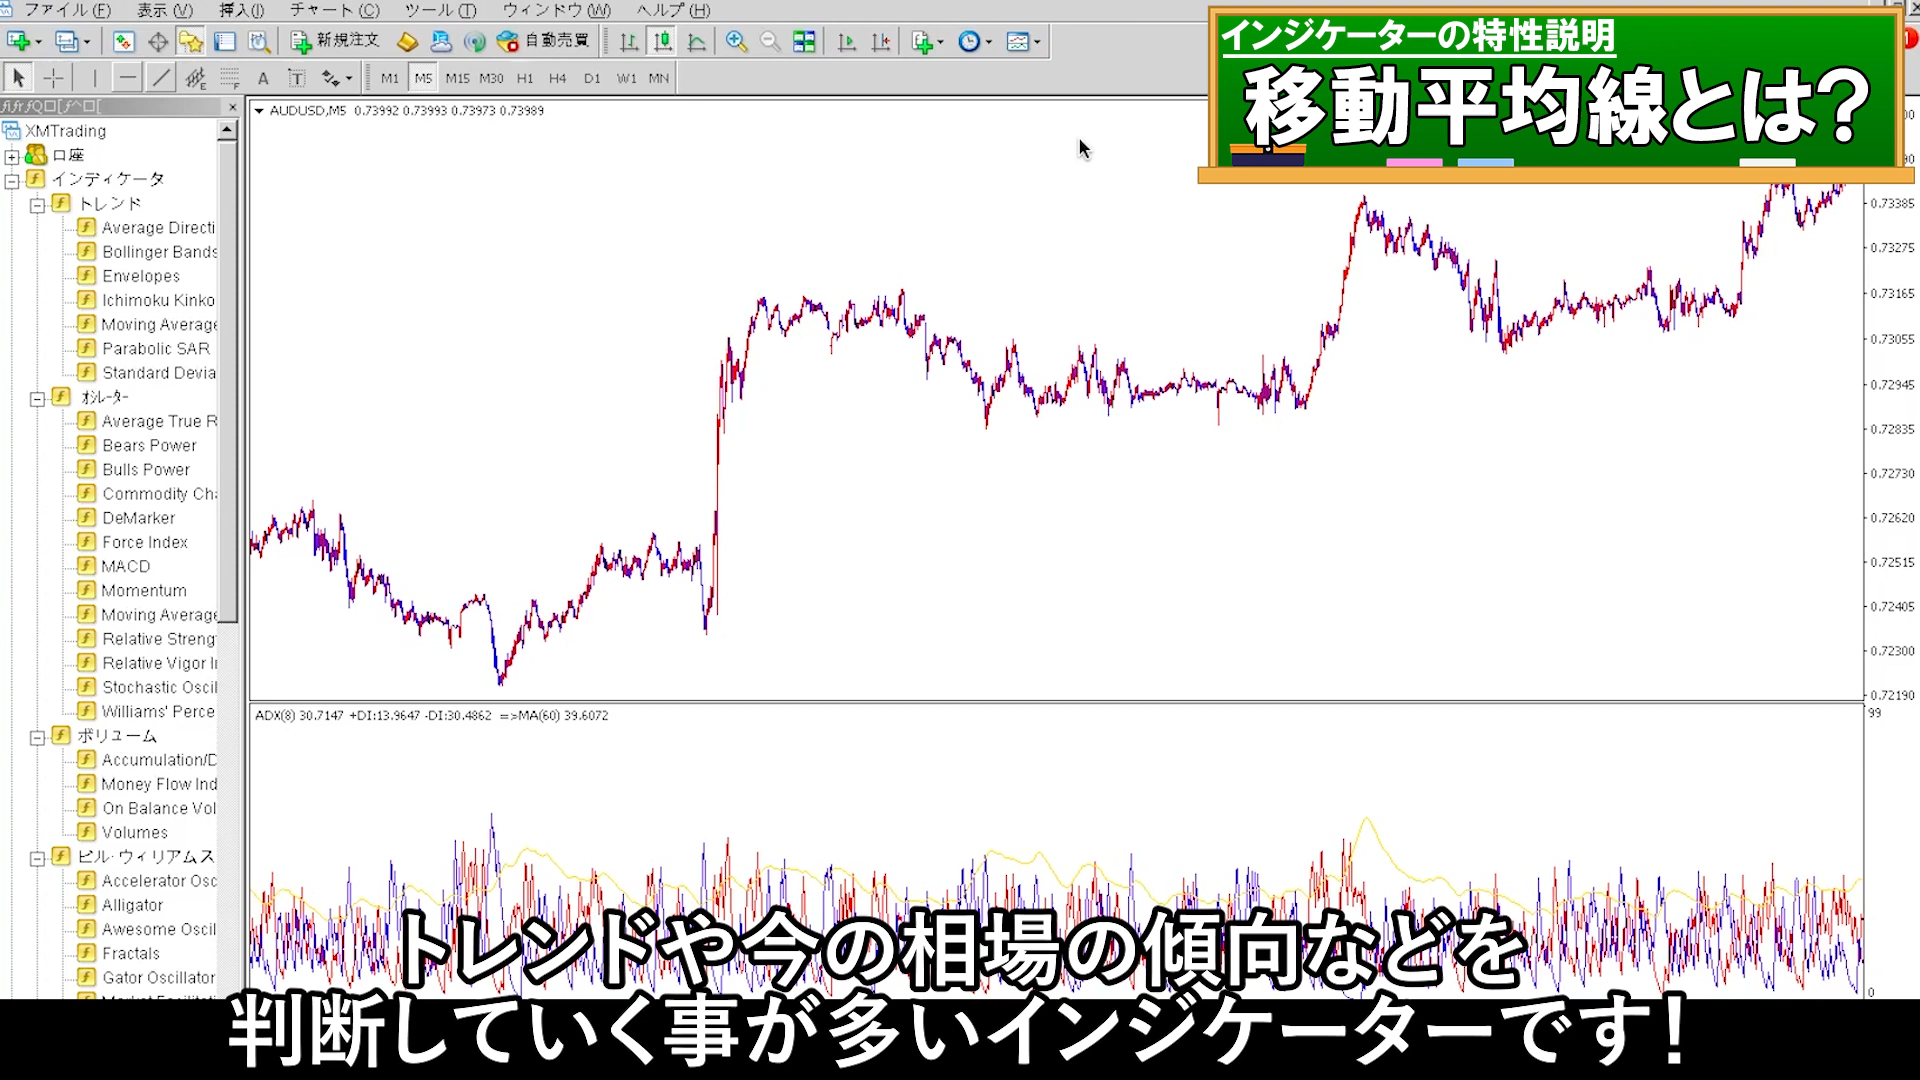 ファイル(F) 表示(V) 挿入(I) チャート(C) ツール(T) ウィンドウ(W) ヘルプ(H)
新規注文 自動売買
A T M1 M5 M15 M30 H1 H4 D1 W1 MN
インジケーターの特性説明
移動平均線とは?
XMTrading
口座
インディケータ
トレンド
Average Directi
Bollinger Bands
Envelopes
Ichimoku Kinko
Moving Average
Parabolic SAR
Standard Devia
オシレーター
Average True R
Bears Power
Bulls Power
Commodity Cha
DeMarker
Force Index
MACD
Momentum
Moving Average
Relative Streng
Relative Vigor I
Stochastic Oscil
Williams' Perce
ボリューム
Accumulation/D
Money Flow Ind
On Balance Vol
Volumes
ビル・ウィリアムス
Accelerator Osc
Alligator
Awesome Oscil
Fractals
Gator Oscillator
AUDUSD,M5 0.73992 0.73993 0.73973 0.73989
0.73385
0.73275
0.73165
0.73055
0.72945
0.72835
0.72730
0.72620
0.72515
0.72405
0.72300
0.72190
ADX(8) 30.7147 +DI:13.9647 -DI:30.4862 =>MA(60) 39.6072
99
0
トレンドや今の相場の傾向などを
判断していく事が多いインジケーターです!